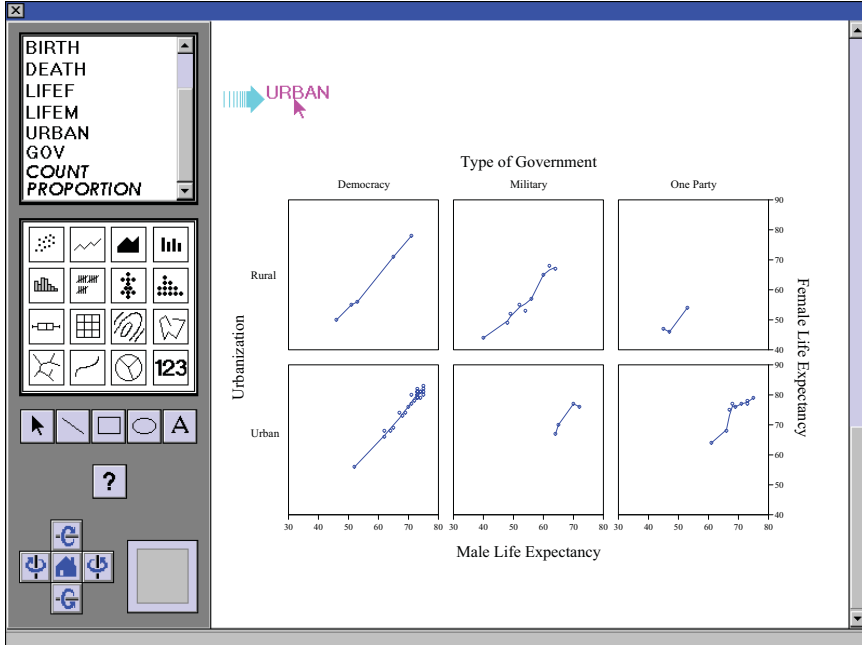 BIRTH
DEATH
LIFEF
LIFEM
URBAN
GOV
COUNT
PROPORTION
123
A
?
URBAN
Type of Government
Democracy Military One Party
Rural
Urban
Urbanization
90
80
70
60
50
40
90
80
70
60
50
40
Female Life Expectancy
30 40 50 60 70 80 30 40 50 60 70 80 30 40 50 60 70 80
Male Life Expectancy